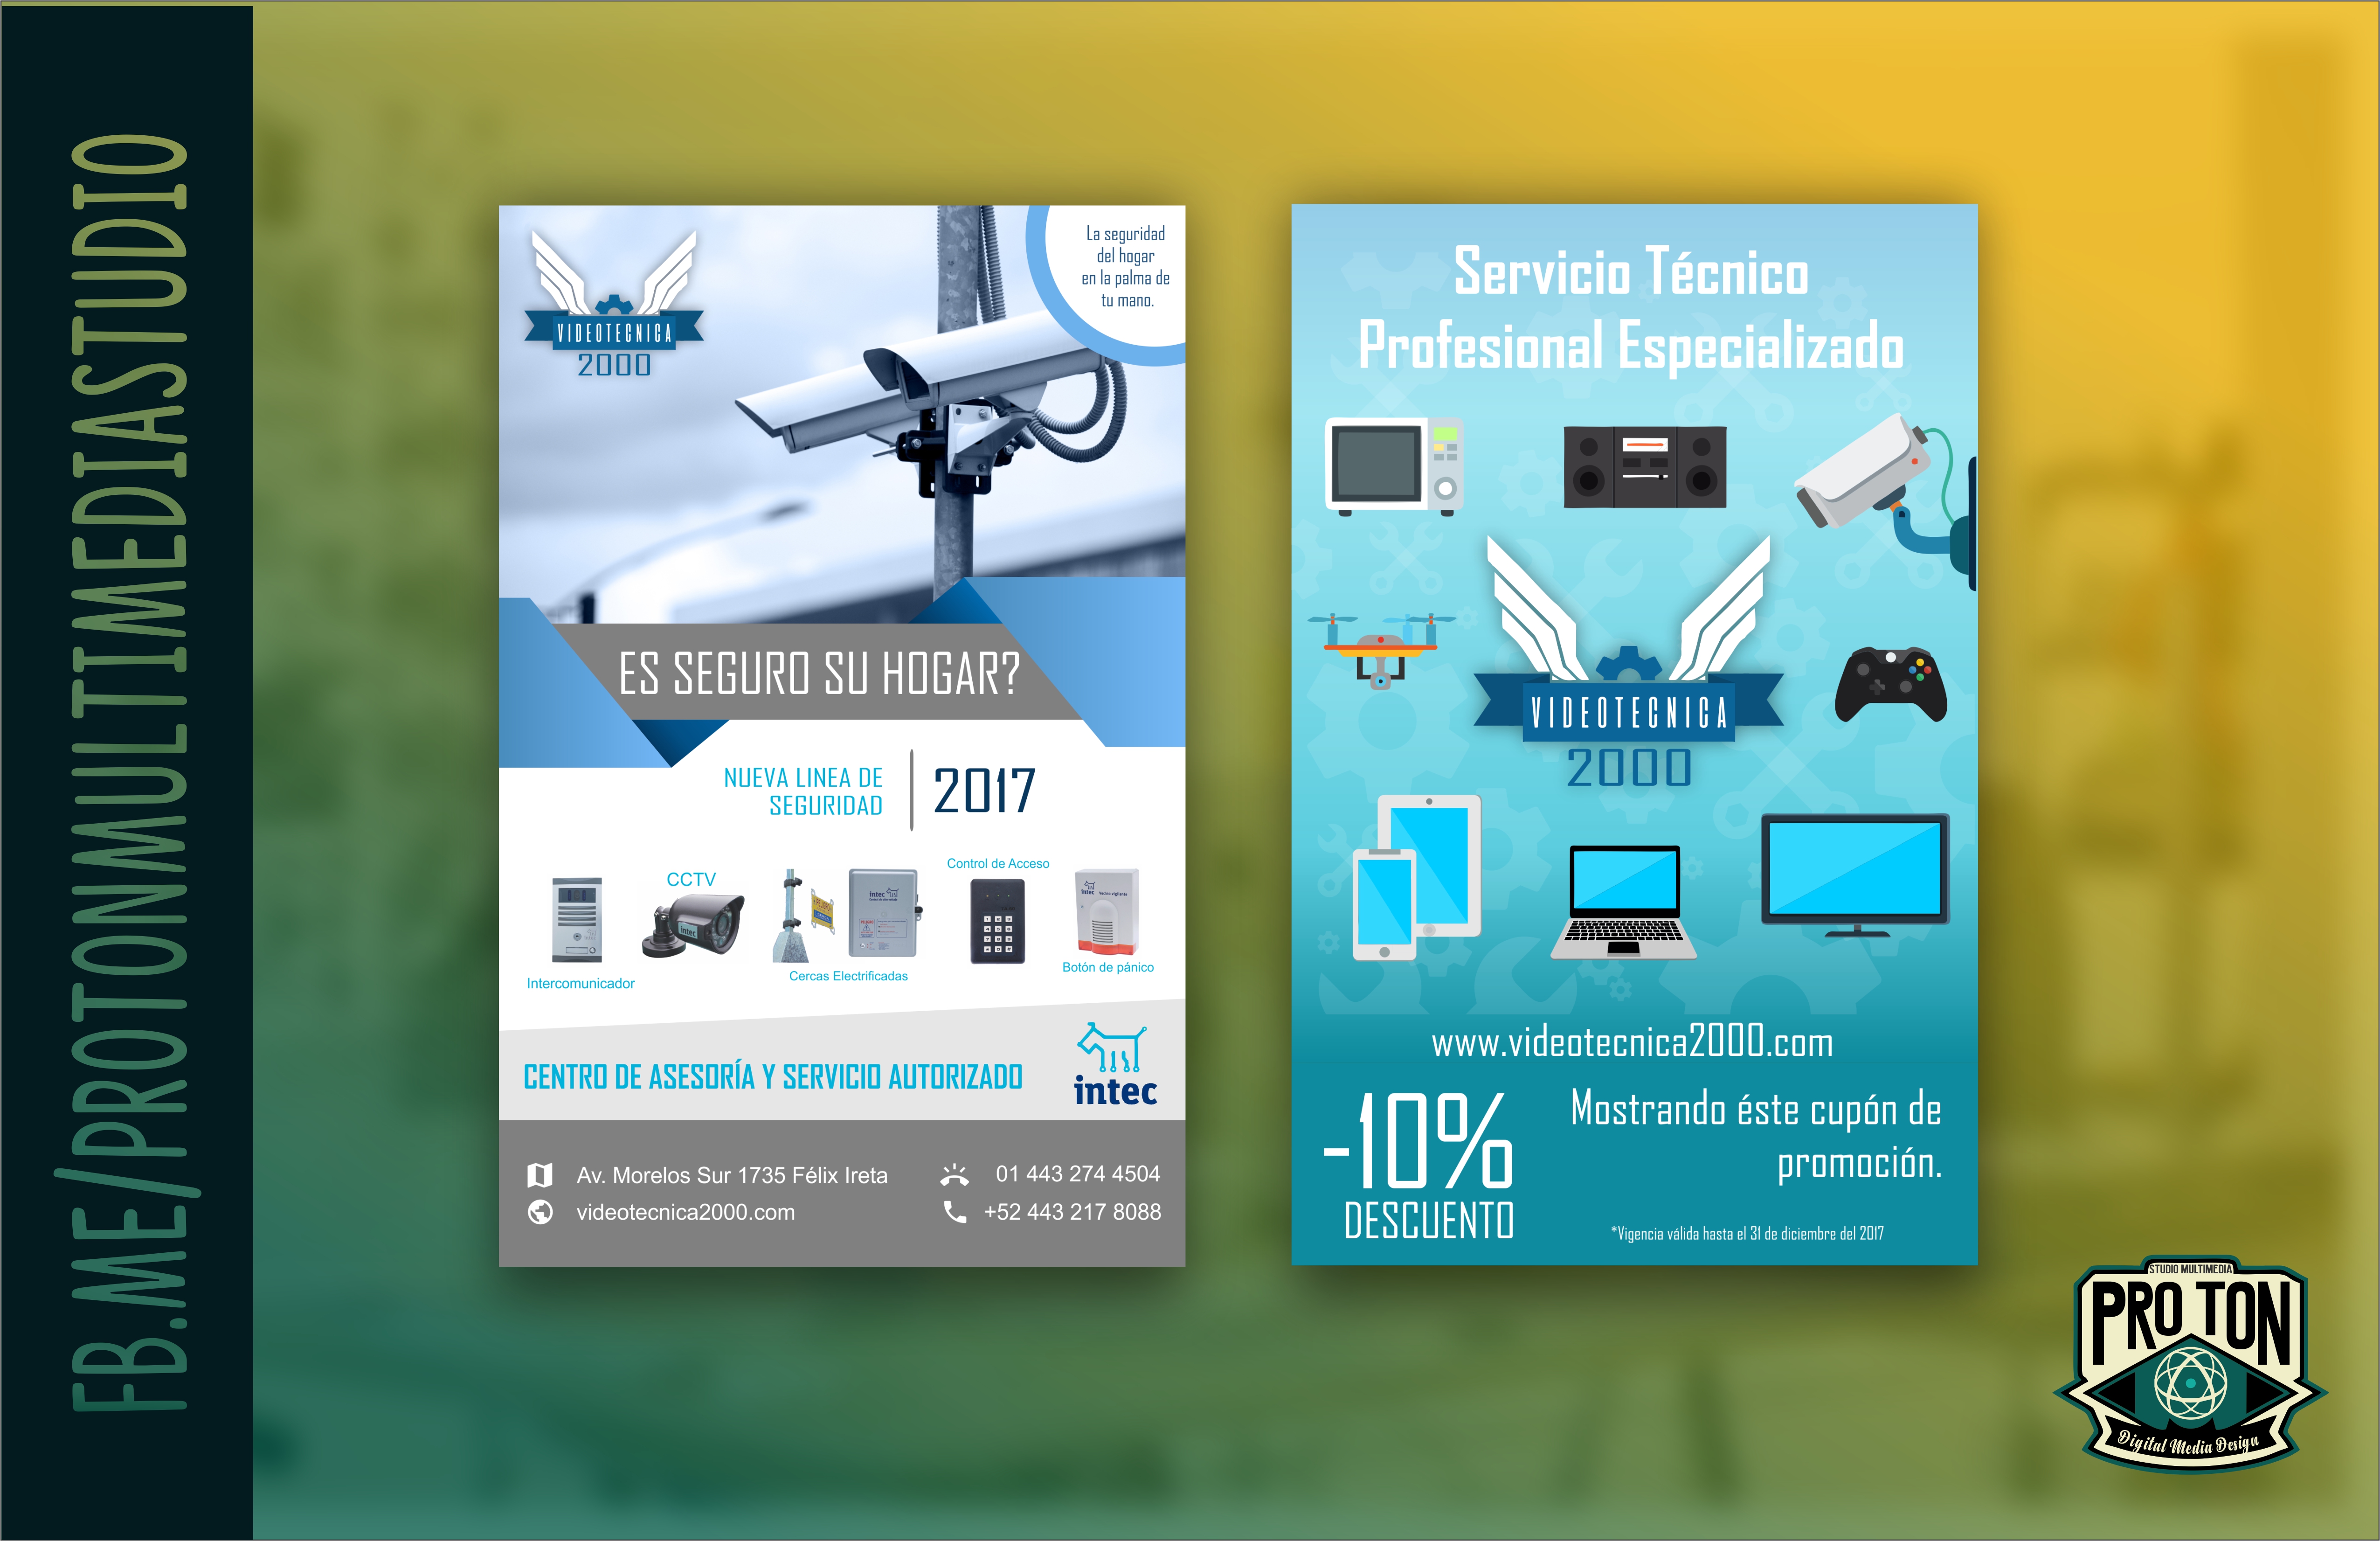 FB.ME/PROTONMULTIMEDIASTUDIO
VIDEOTECNICA
2000
La seguridad
del hogar
en la palma de
tu mano.
ES SEGURO SU HOGAR?
NUEVA LINEA DE
SEGURIDAD
2017
Intercomunicador
CCTV
intec
Cercas Electrificadas
intec
Control de Acceso
intec
Botón de pánico
CENTRO DE ASESORÍA Y SERVICIO AUTORIZADO
intec
Av. Morelos Sur 1735 Félix Ireta
videotecnica2000.com
01 443 274 4504
+52 443 217 8088
Servicio Técnico
Profesional Especializado
VIDEOTECNICA
2000
www.videotecnica2000.com
-10%
DESCUENTO
Mostrando éste cupón de
promoción.
*Vigencia válida hasta el 31 de diciembre del 2017
STUDIO MULTIMEDIA
PROTON
Digital Media Design